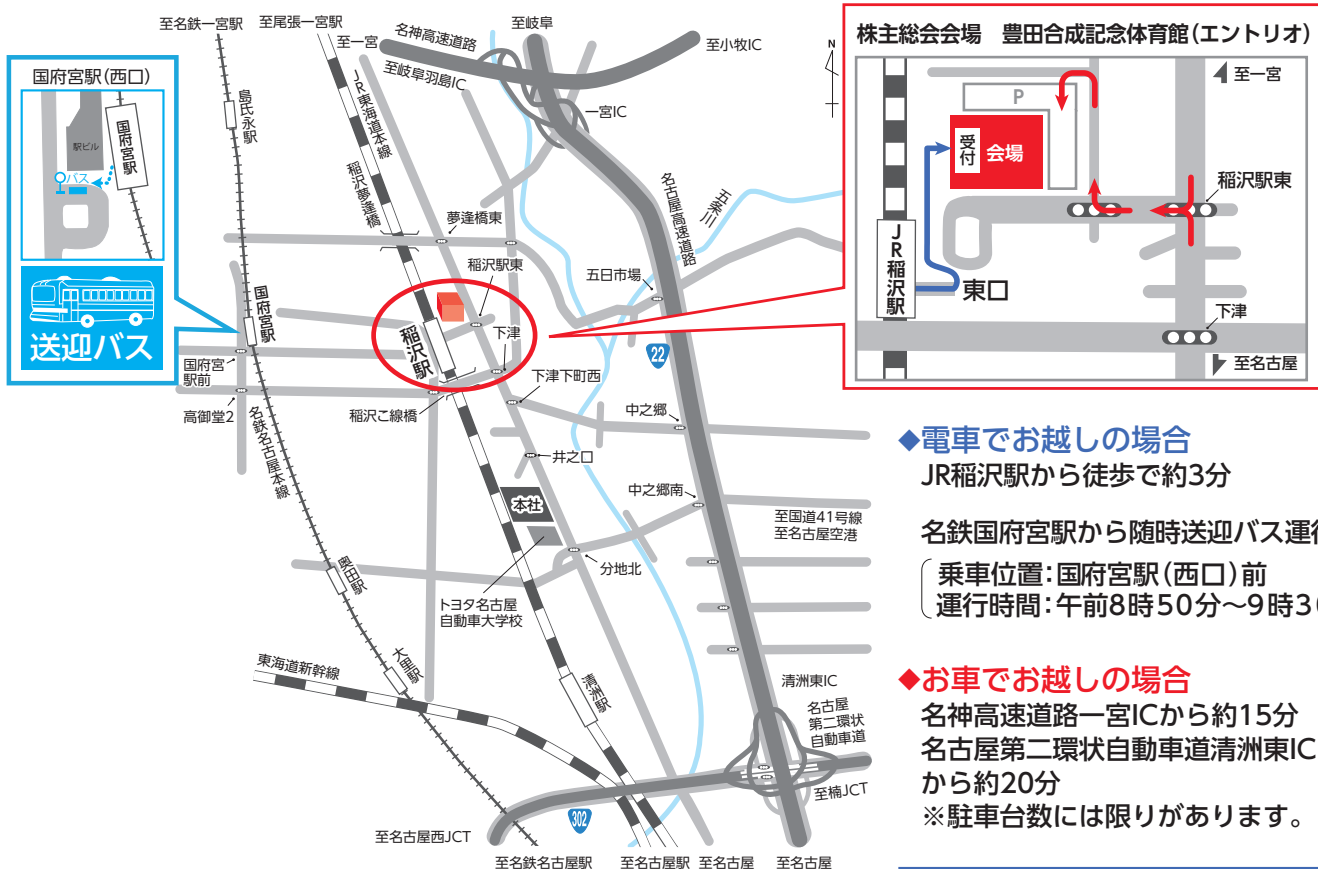 至名鉄一宮駅
至尾張一宮駅
至一宮
名神高速道路
至岐阜
至小牧IC
N
至岐阜羽島IC
一宮IC
国府宮駅(西口)
駅ビル
国府宮駅
バス
送迎バス
島氏永駅
JR東海道本線
稲沢夢逢橋
夢逢橋東
稲沢駅東
名古屋高速道路
五条川
五日市場
国府宮駅
稲沢駅
下津
22
国府宮
駅前
高御堂2
稲沢こ線橋
下津下町西
中之郷
名鉄名古屋本線
井之口
本社
中之郷南
至国道41号線
至名古屋空港
分地北
奥田駅
トヨタ名古屋
自動車大学校
大里駅
東海道新幹線
清洲駅
清洲東IC
名古屋
第二環状
自動車道
至楠JCT
302
至名古屋西JCT
至名鉄名古屋駅
至名古屋駅
至名古屋
至名古屋
株主総会会場 豊田合成記念体育館(エントリオ)
至一宮
P
受付
会場
稲沢駅東
JR稲沢駅
東口
下津
至名古屋
◆電車でお越しの場合
JR稲沢駅から徒歩で約3分
名鉄国府宮駅から随時送迎バス運行
乗車位置:国府宮駅(西口)前
運行時間:午前8時50分~9時3
◆お車でお越しの場合
名神高速道路一宮ICから約15分
名古屋第二環状自動車道清洲東IC
から約20分
※駐車台数には限りがあります。